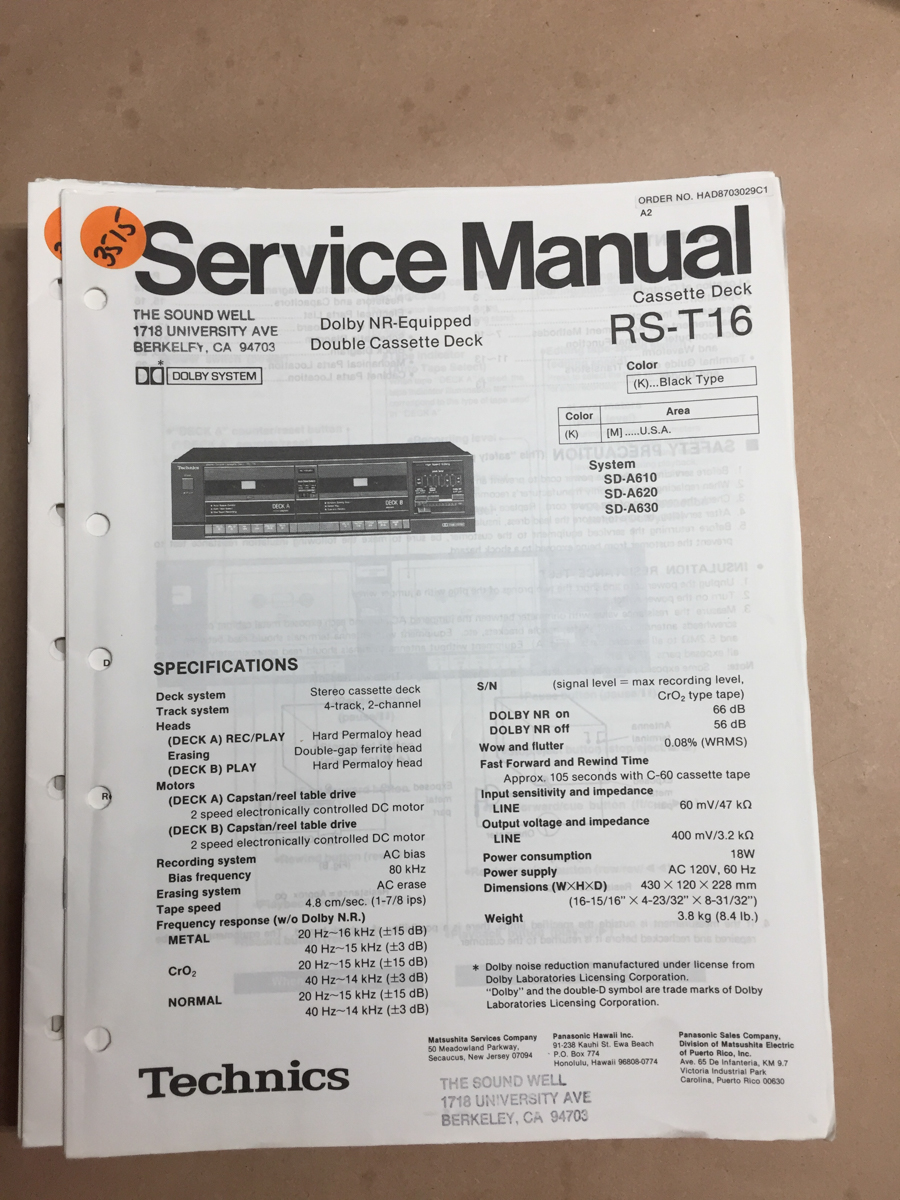 ORDER NO. HAD8703029C1
A2
3515
Service Manual
Cassette Deck
RS-T16
THE SOUND WELL
1718 UNIVERSITY AVE
BERKELEY, CA 94703
Dolby NR-Equipped
Double Cassette Deck
*
DOLBY SYSTEM
Color
(K)...Black Type
Color Area
(K) [M].....U.S.A.
System
SD-A610
SD-A620
SD-A630
Technics
DECK A
DECK B
SPECIFICATIONS
Deck system Stereo cassette deck
Track system 4-track, 2-channel
Heads
(DECK A) REC/PLAY Hard Permaloy head
Erasing Double-gap ferrite head
(DECK B) PLAY Hard Permaloy head
Motors
(DECK A) Capstan/reel table drive
2 speed electronically controlled DC motor
(DECK B) Capstan/reel table drive
2 speed electronically controlled DC motor
Recording system AC bias
Bias frequency 80 kHz
Erasing system AC erase
Tape speed 4.8 cm/sec. (1-7/8 ips)
Frequency response (w/o Dolby N.R.)
METAL 20 Hz~16 kHz (±15 dB)
40 Hz~15 kHz (±3 dB)
CrO₂ 20 Hz~15 kHz (±15 dB)
40 Hz~14 kHz (±3 dB)
NORMAL 20 Hz~15 kHz (±15 dB)
40 Hz~14 kHz (±3 dB)
S/N (signal level = max recording level,
CrO₂ type tape)
DOLBY NR on 66 dB
DOLBY NR off 56 dB
Wow and flutter 0.08% (WRMS)
Fast Forward and Rewind Time
Approx. 105 seconds with C-60 cassette tape
Input sensitivity and impedance
LINE 60 mV/47 kΩ
Output voltage and impedance
LINE 400 mV/3.2 kΩ
Power consumption 18W
Power supply AC 120V, 60 Hz
Dimensions (W×H×D) 430 × 120 × 228 mm
(16-15/16" × 4-23/32" × 8-31/32")
Weight 3.8 kg (8.4 lb.)
* Dolby noise reduction manufactured under license from
Dolby Laboratories Licensing Corporation.
"Dolby" and the double-D symbol are trade marks of Dolby
Laboratories Licensing Corporation.
Technics
Matsushita Services Company
50 Meadowland Parkway,
Secaucus, New Jersey 07094
Panasonic Hawaii Inc.
91-238 Kauhi St. Ewa Beach
P.O. Box 774
Honolulu, Hawaii 96808-0774
Panasonic Sales Company,
Division of Matsushita Electric
of Puerto Rico, Inc.
Ave. 65 De Infanteria, KM 9.7
Victoria Industrial Park
Carolina, Puerto Rico 00630
THE SOUND WELL
1718 UNIVERSITY AVE
BERKELEY, CA 94703